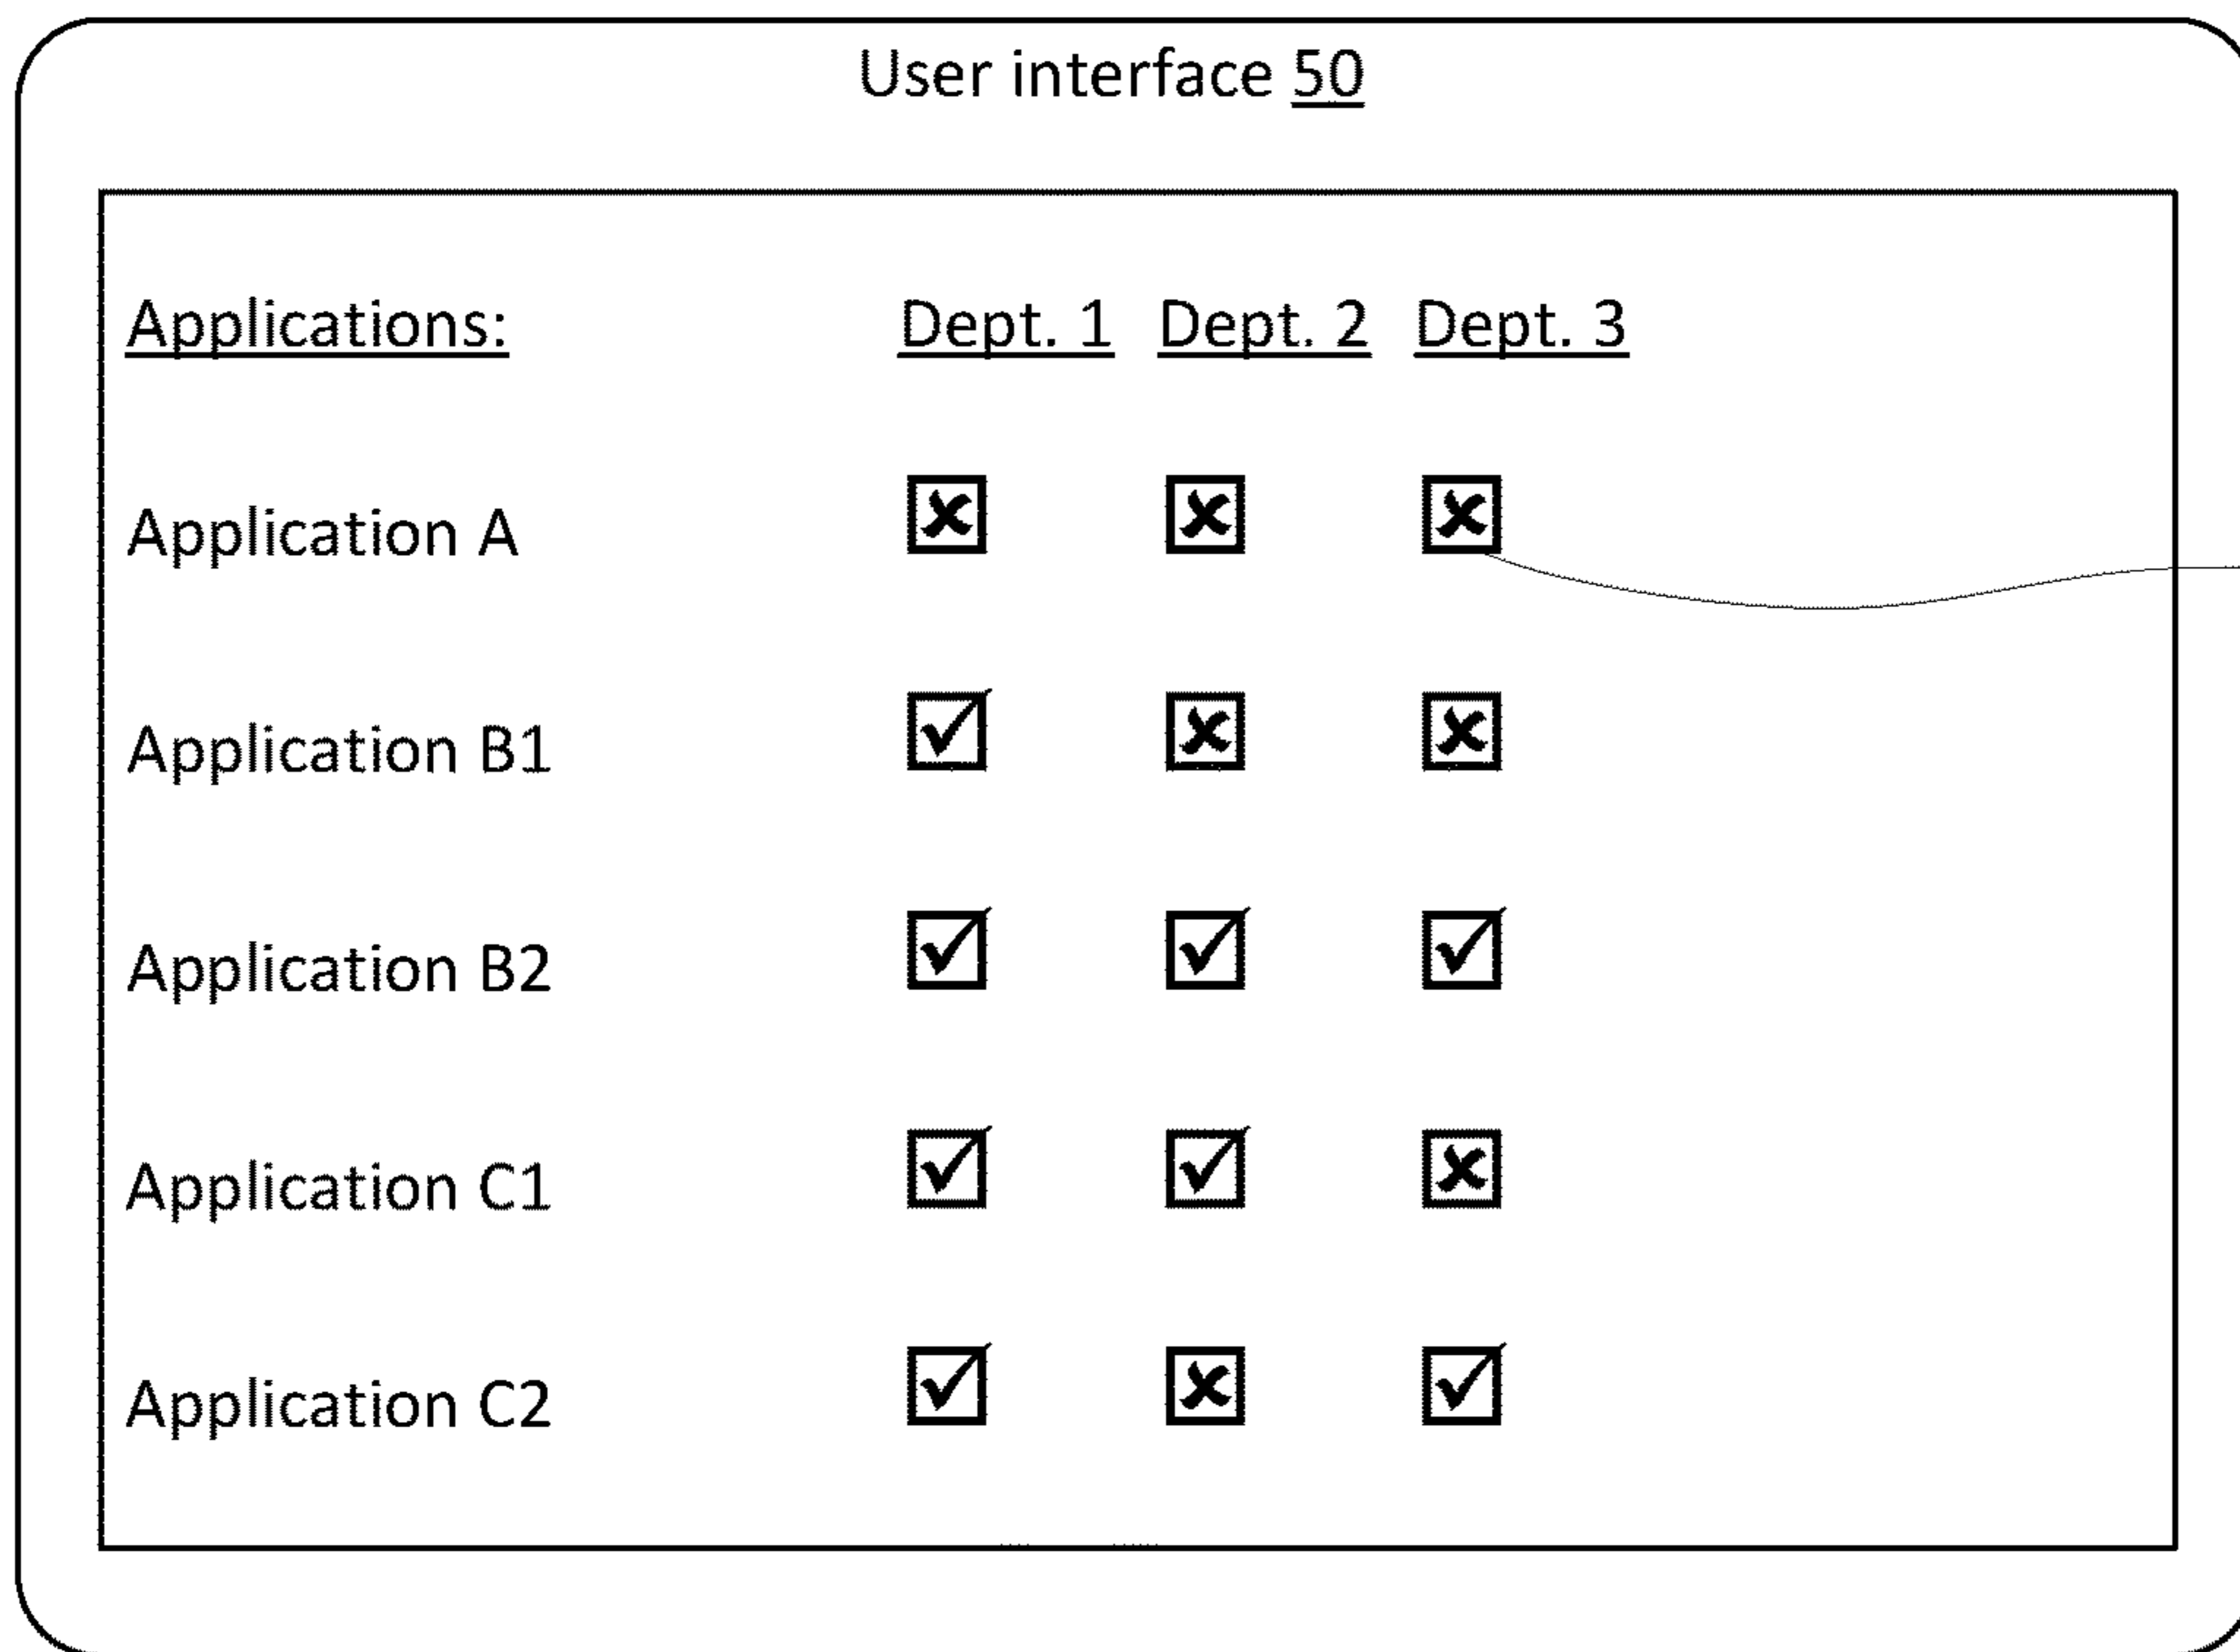 User interface 50
Applications: Dept. 1 Dept. 2 Dept. 3
Application A
Application B1
Application B2
Application C1
Application C2